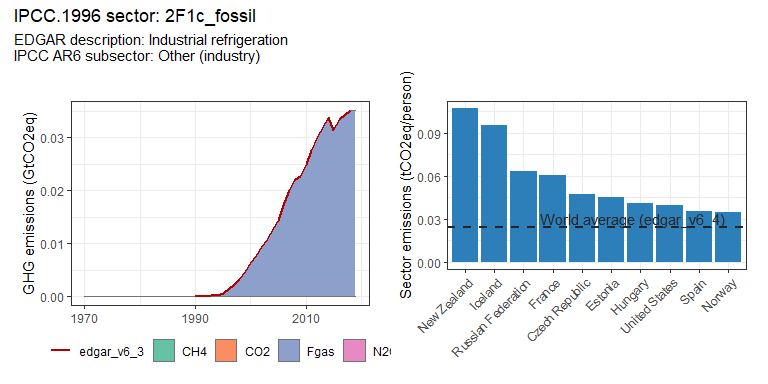 IPCC.1996 sector: 2F1c_fossil
EDGAR description: Industrial refrigeration
IPCC AR6 subsector: Other (industry)
GHG emissions (GtCO2eq)
0.03
0.02
0.01
0.00
1970
1990
2010
edgar_v6_3
CH4
CO2
Fgas
N2
Sector emissions (tCO2eq/person)
0.09
0.06
0.03
0.00
World average (edgar_v6_4)
New Zealand
Iceland
Russian Federation
France
Czech Republic
Estonia
Hungary
United States
Spain
Norway